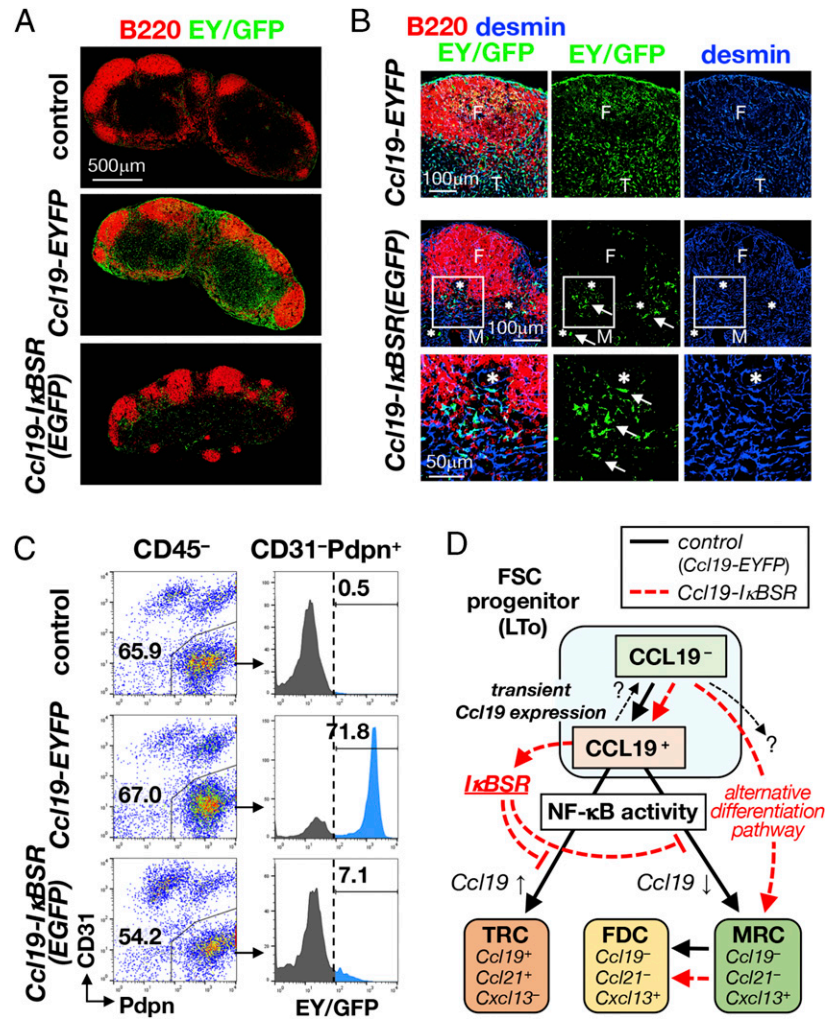 A
B220 EY/GFP
control
500μm
Ccl19-EYFP
Ccl19-IκBSR
(EGFP)
B
B220 desmin
EY/GFP
EY/GFP
desmin
Ccl19-EYFP
F
F
F
100μm
T
T
T
Ccl19-IκBSR(EGFP)
F
F
F
*
*
*
*
*
*
*
*
*
100μm
M
M
M
*
*
*
50μm
C
CD45⁻
CD31⁻Pdpn⁺
control
65.9
0.5
Ccl19-EYFP
67.0
71.8
Ccl19-IκBSR
(EGFP)
54.2
7.1
CD31
Pdpn
EY/GFP
D
control
(Ccl19-EYFP)
Ccl19-IκBSR
FSC
progenitor
(LTo)
CCL19⁻
transient
Ccl19 expression
?
?
CCL19⁺
IκBSR
NF-κB activity
alternative
differentiation
pathway
Ccl19 ↑
Ccl19 ↓
TRC
Ccl19⁺
Ccl21⁺
Cxcl13⁻
FDC
Ccl19⁻
Ccl21⁻
Cxcl13⁺
MRC
Ccl19⁻
Ccl21⁻
Cxcl13⁺